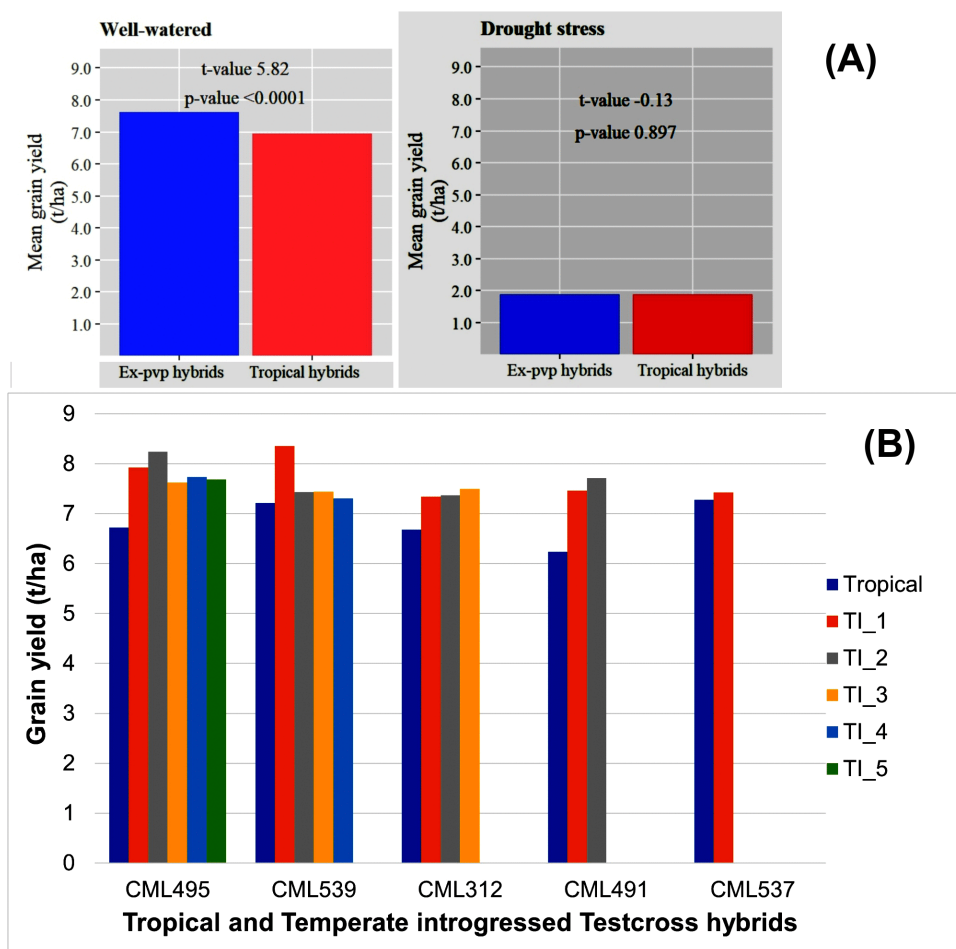 Well-watered
t-value 5.82
p-value <0.0001
Mean grain yield
(t/ha)
9.0
8.0
7.0
6.0
5.0
4.0
3.0
2.0
1.0
Ex-pvp hybrids
Tropical hybrids
Drought stress
t-value -0.13
p-value 0.897
Mean grain yield
(t/ha)
9.0
8.0
7.0
6.0
5.0
4.0
3.0
2.0
1.0
Ex-pvp hybrids
Tropical hybrids
(A)
(B)
Grain yield (t/ha)
9
8
7
6
5
4
3
2
1
0
CML495
CML539
CML312
CML491
CML537
Tropical and Temperate introgressed Testcross hybrids
Tropical
TI_1
TI_2
TI_3
TI_4
TI_5